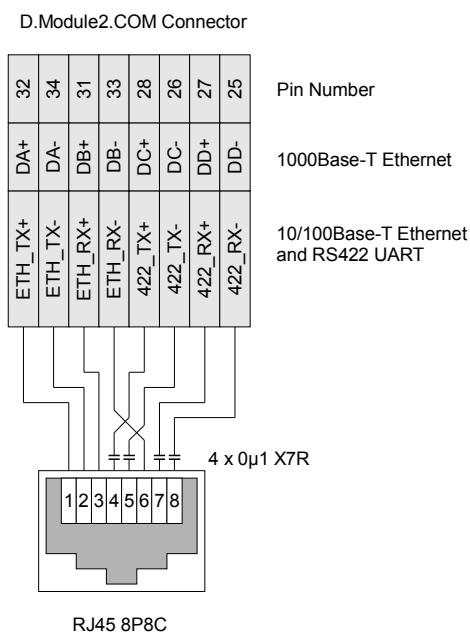 D.Module2.COM Connector
32 34 31 33 28 26 27 25 Pin Number
DA+ DA- DB+ DB- DC+ DC- DD+ DD- 1000Base-T Ethernet
ETH_TX+ ETH_TX- ETH_RX+ ETH_RX- 422_TX+ 422_TX- 422_RX+ 422_RX- 10/100Base-T Ethernet
and RS422 UART
4 x 0µ1 X7R
1 2 3 4 5 6 7 8
RJ45 8P8C